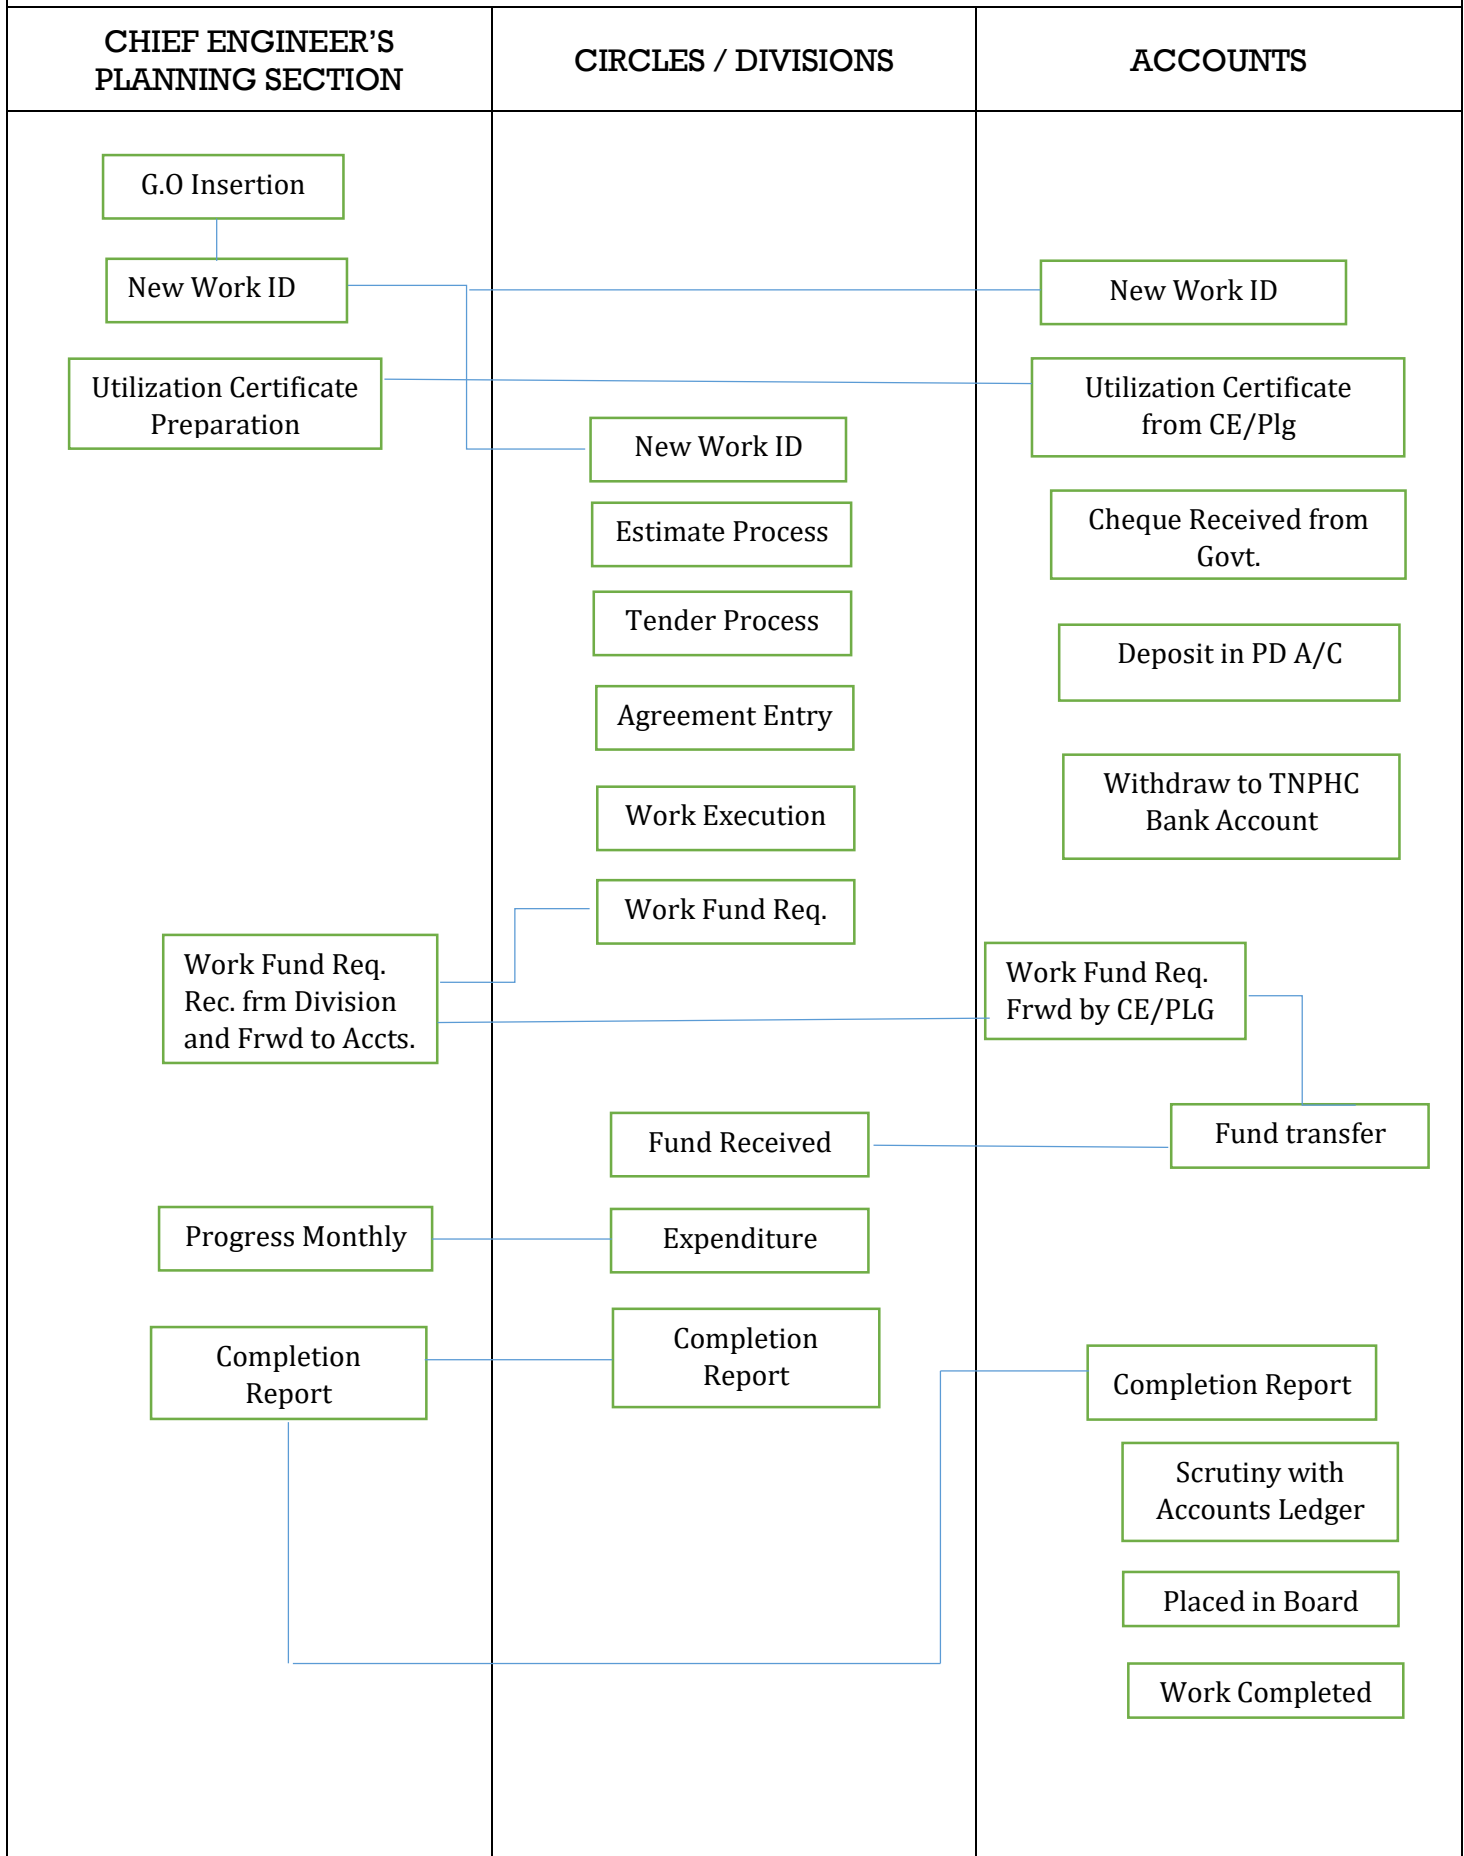 CHIEF ENGINEER’S
PLANNING SECTION
CIRCLES / DIVISIONS
ACCOUNTS
G.O Insertion
New Work ID
New Work ID
Utilization Certificate
Preparation
Utilization Certificate
from CE/Plg
New Work ID
Estimate Process
Cheque Received from
Govt.
Tender Process
Deposit in PD A/C
Agreement Entry
Withdraw to TNPHC
Bank Account
Work Execution
Work Fund Req.
Work Fund Req.
Rec. frm Division
and Frwd to Accts.
Work Fund Req.
Frwd by CE/PLG
Fund Received
Fund transfer
Progress Monthly
Expenditure
Completion
Report
Completion
Report
Completion Report
Scrutiny with
Accounts Ledger
Placed in Board
Work Completed